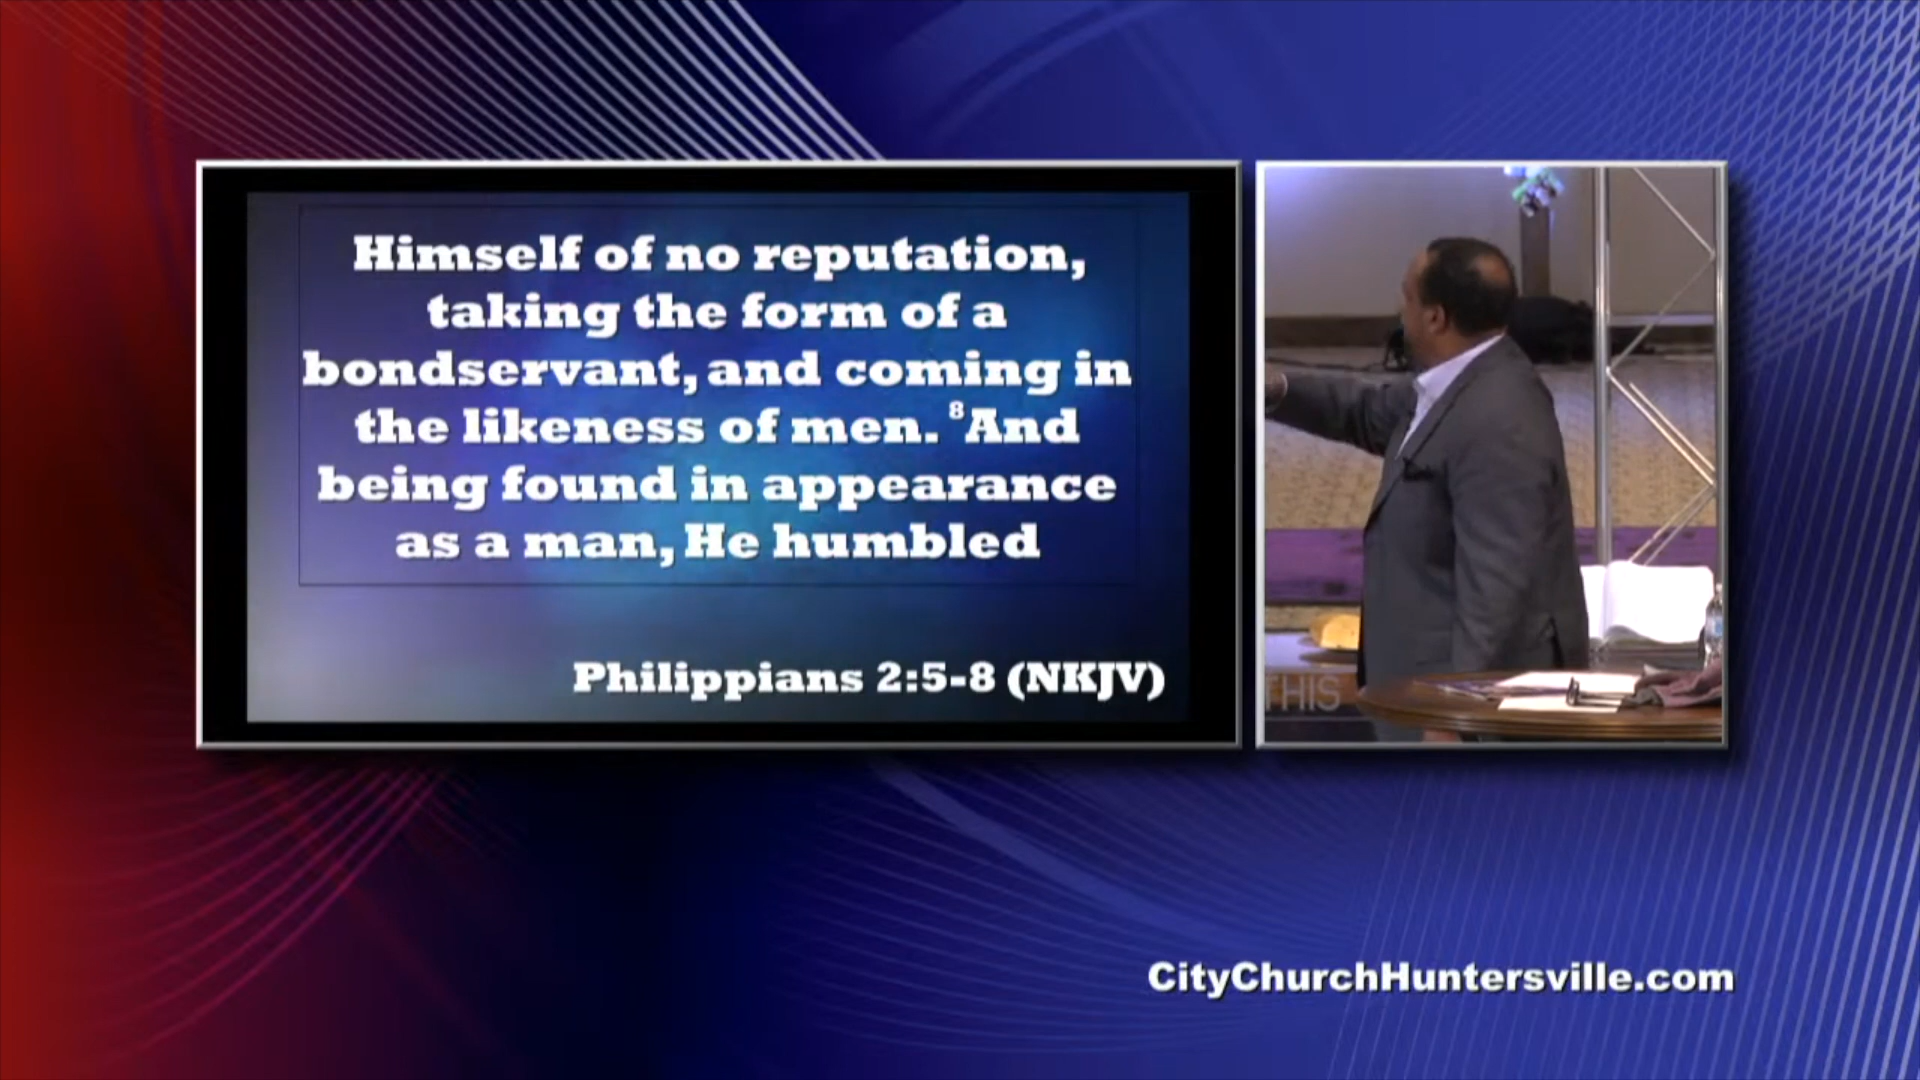 Himself of no reputation,
taking the form of a
bondservant, and coming in
the likeness of men. ⁸And
being found in appearance
as a man, He humbled
Philippians 2:5-8 (NKJV)
THIS
CityChurchHuntersville.com